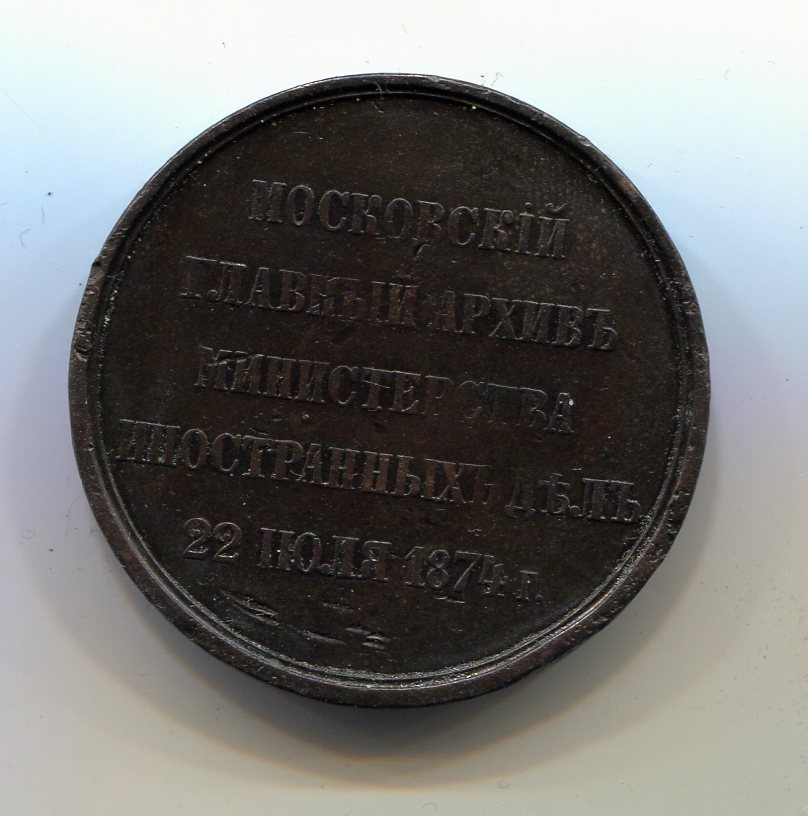 МОСКОВСКІЙ
ГЛАВНЫЙ АРХИВЪ
МИНИСТЕРСТВА
ИНОСТРАННЫХЪ ДѢЛЪ
22 ІЮЛЯ 1874 г.